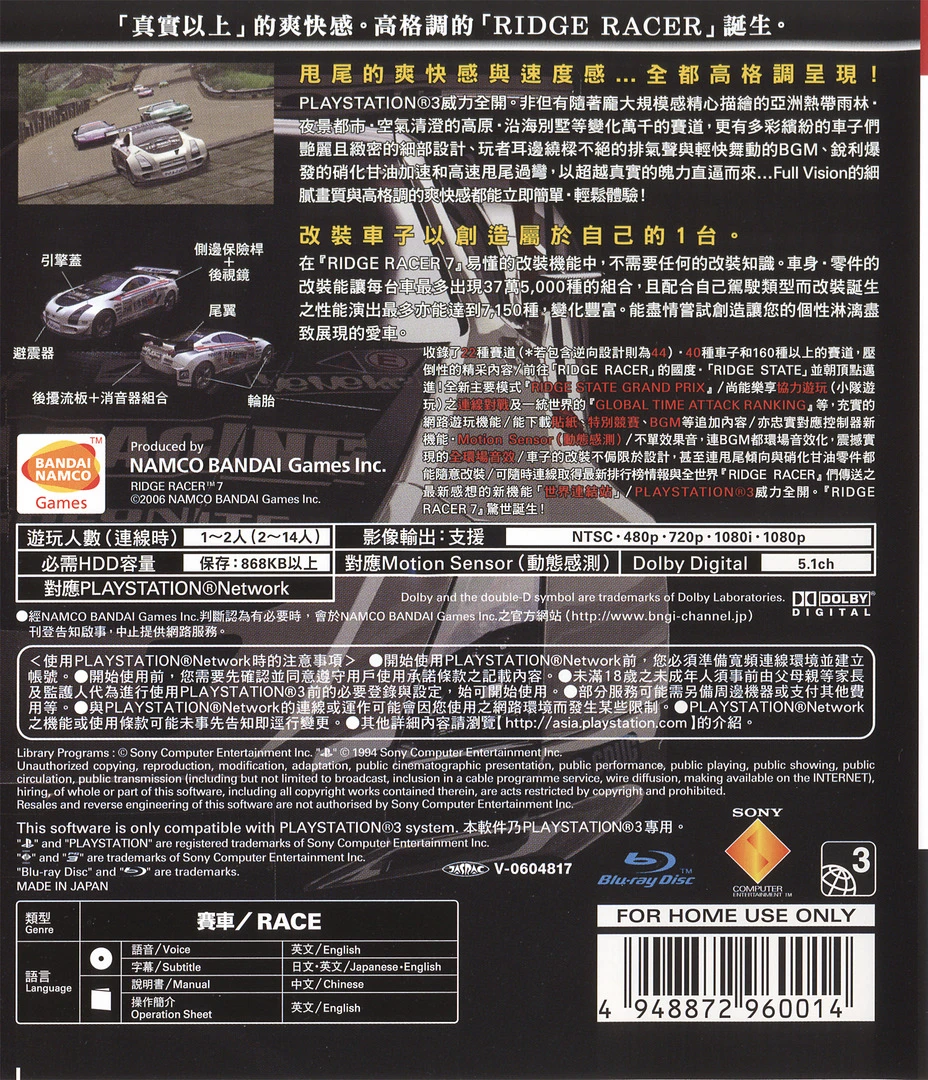 「真實以上」的爽快感。高格調的「RIDGE RACER」誕生。
甩尾的爽快感與速度感...全都高格調呈現！
PLAYSTATION®3威力全開。非但有隨著龐大規模感精心描繪的亞洲熱帶雨林・
夜景都市・空氣清澄的高原・沿海別墅等變化萬千的賽道，更有多彩繽紛的車子們
艷麗且緻密的細部設計、玩者耳邊繞樑不絕的排氣聲與輕快舞動的BGM、銳利爆
發的硝化甘油加速和高速甩尾過彎，以超越真實的魄力直逼而來...Full Vision的細
膩畫質與高格調的爽快感都能立即簡單・輕鬆體驗！
改裝車子以創造屬於自己的1台。
在『RIDGE RACER 7』易懂的改裝機能中，不需要任何的改裝知識。車身・零件的
改裝能讓每台車最多出現37萬5,000種的組合，且配合自己駕駛類型而改裝誕生
之性能演出最多亦能達到7,150種，變化豐富。能盡情嘗試創造讓您的個性淋漓盡
致展現的愛車。
引擎蓋
側邊保險桿
+
後視鏡
尾翼
避震器
後擾流板+消音器組合
輪胎
收錄了22種賽道（*若包含逆向設計則為44）・40種車子和160種以上的賽道，壓
倒性的精采內容/前往「RIDGE RACER」的國度・「RIDGE STATE」並朝頂點邁
進！全新主要模式『RIDGE STATE GRAND PRIX』/尚能樂享協力遊玩（小隊遊
玩）之連線對戰及一統世界的『GLOBAL TIME ATTACK RANKING』等，充實的
網路遊玩機能/能下載貼紙、特別競賽、BGM等追加內容/亦忠實對應控制器新
機能・Motion Sensor（動態感測）/不單效果音，連BGM都環場音效化，震撼實
現的全環場音效/車子的改裝不侷限於設計，甚至連甩尾傾向與硝化甘油零件都
能隨意改裝/可隨時連線取得最新排行榜情報與全世界『RIDGE RACER』們傳送之
最新感想的新機能「世界連結站」/PLAYSTATION®3威力全開。『RIDGE
RACER 7』驚世誕生！
BANDAI
NAMCO
TM
Games
Produced by
NAMCO BANDAI Games Inc.
RIDGE RACER™ 7
©2006 NAMCO BANDAI Games Inc.
遊玩人數（連線時） 1～2人（2～14人） 影像輸出：支援 NTSC・480p・720p・1080i・1080p
必需HDD容量 保存：868KB以上 對應Motion Sensor（動態感測） Dolby Digital 5.1ch
對應PLAYSTATION®Network
Dolby and the double-D symbol are trademarks of Dolby Laboratories.
DOLBY
DIGITAL
●經NAMCO BANDAI Games Inc.判斷認為有必要時，會於NAMCO BANDAI Games Inc.之官方網站（http://www.bngi-channel.jp）
刊登告知啟事，中止提供網路服務。
＜使用PLAYSTATION®Network時的注意事項＞ ●開始使用PLAYSTATION®Network前，您必須準備寬頻連線環境並建立
帳號。●開始使用前，您需要先確認並同意遵守用戶使用承諾條款之記載內容。●未滿18歲之未成年人須事前由父母親等家長
及監護人代為進行使用PLAYSTATION®3前的必要登錄與設定，始可開始使用。●部分服務可能需另備周邊機器或支付其他費
用等。●與PLAYSTATION®Network的連線或運作可能會因您使用之網路環境而發生某些限制。●PLAYSTATION®Network
之機能或使用條款可能未事先告知即逕行變更。●其他詳細內容請瀏覽【http://asia.playstation.com】的介紹。
Library Programs : © Sony Computer Entertainment Inc. "" © 1994 Sony Computer Entertainment Inc.
Unauthorized copying, reproduction, modification, adaptation, public cinematographic presentation, public performance, public playing, public showing, public
circulation, public transmission (including but not limited to broadcast, inclusion in a cable programme service, wire diffusion, making available on the INTERNET),
hiring, of whole or part of this software, including all copyright works contained therein, are acts restricted by copyright and prohibited.
Resales and reverse engineering of this software are not authorised by Sony Computer Entertainment Inc.
This software is only compatible with PLAYSTATION®3 system. 本軟件乃PLAYSTATION®3專用。
"" and "PLAYSTATION" are registered trademarks of Sony Computer Entertainment Inc.
"" and "" are trademarks of Sony Computer Entertainment Inc.
"Blu-ray Disc" and "" are trademarks.
MADE IN JAPAN
JASRAC V-0604817
Blu-ray Disc™
SONY
COMPUTER
ENTERTAINMENT™
3
類型
Genre
賽車/RACE
語言
Language
語音/Voice 英文/English
字幕/Subtitle 日文・英文/Japanese・English
說明書/Manual 中文/Chinese
操作簡介
Operation Sheet
英文/English
FOR HOME USE ONLY
4 948872 960014